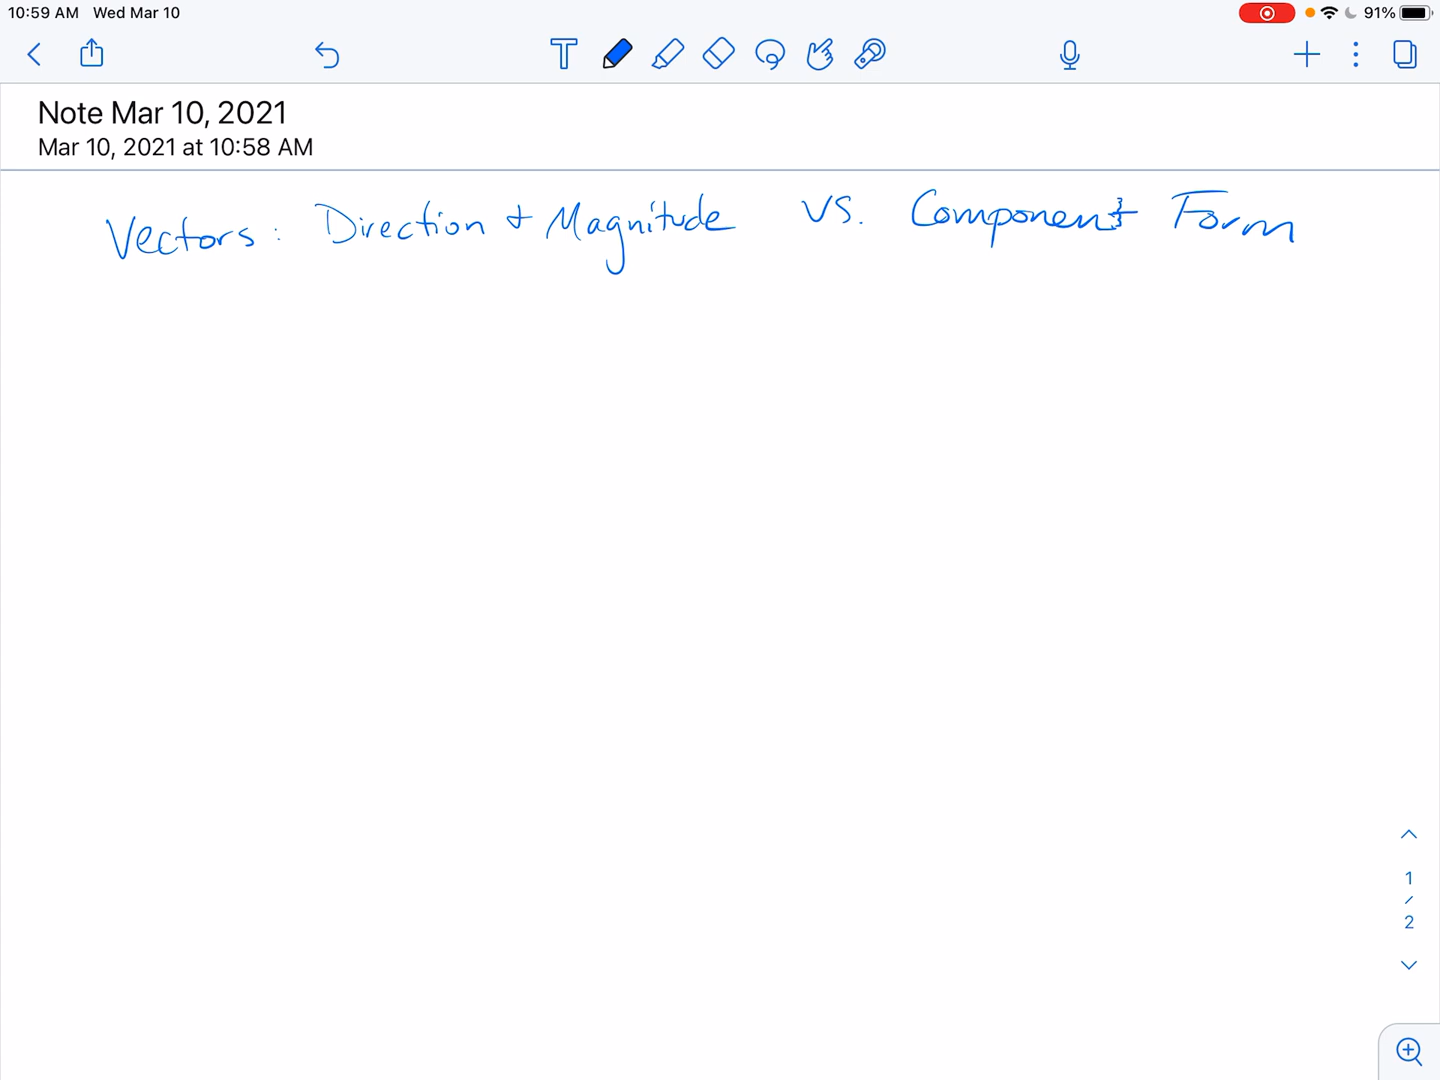 10:59 AM Wed Mar 10 91%
T
Note Mar 10, 2021
Mar 10, 2021 at 10:58 AM
Vectors: Direction + Magnitude vs. Component Form
1
/
2